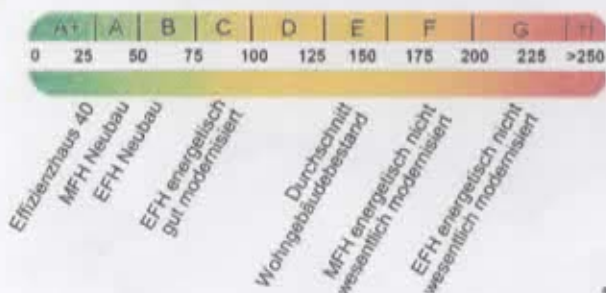 A+ A B C D E F G H
0 25 50 75 100 125 150 175 200 225 >250
Effizienzhaus 40
MFH Neubau
EFH Neubau
EFH energetisch
gut modernisiert
Durchschnitt
Wohngebäudebestand
MFH energetisch nicht
wesentlich modernisiert
EFH energetisch nicht
wesentlich modernisiert